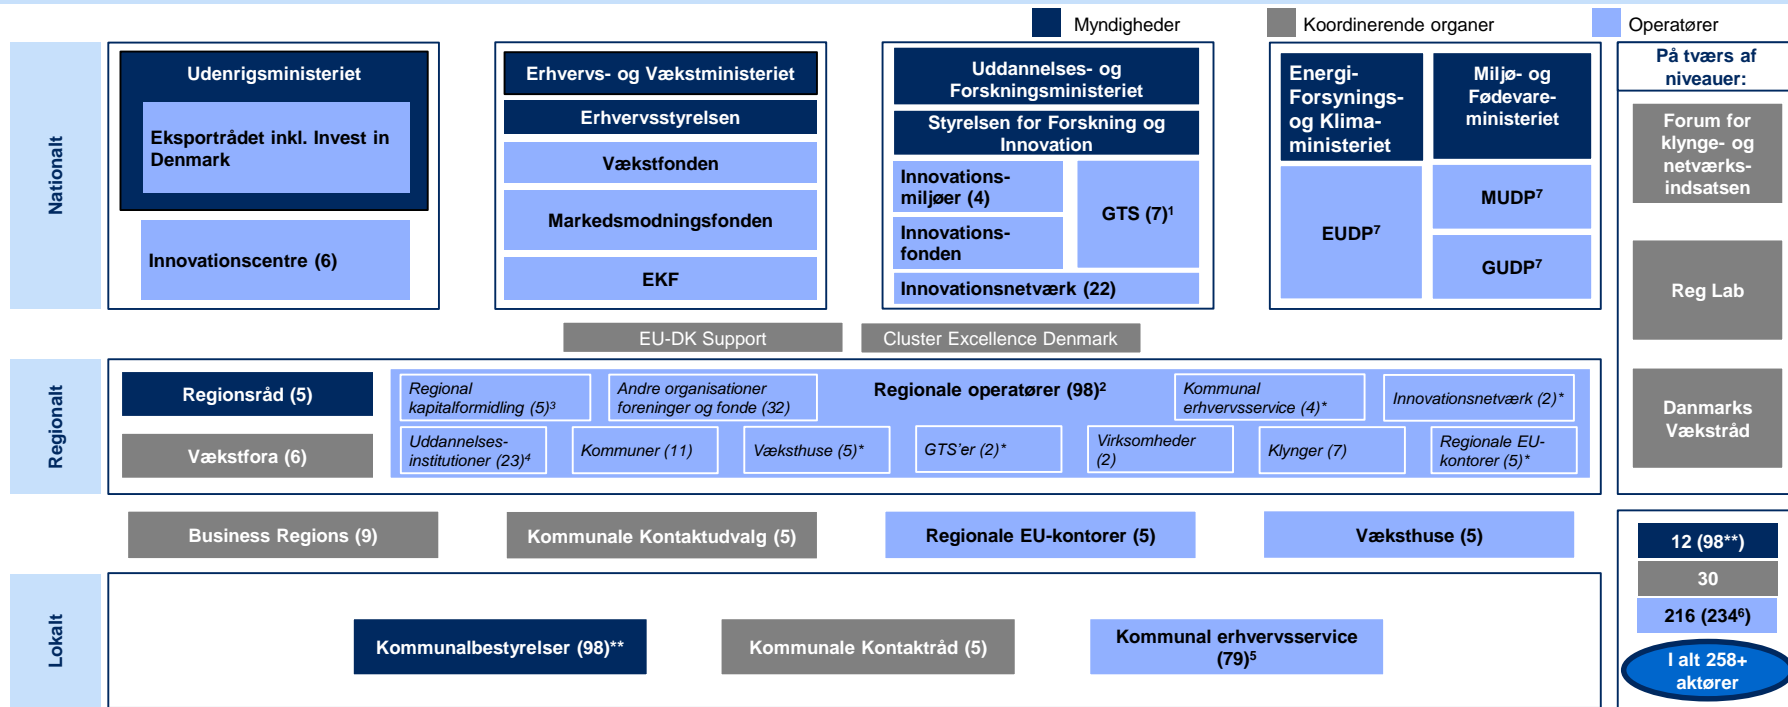 Myndigheder
Koordinerende organer
Operatører
Nationalt
Udenrigsministeriet
Eksportrådet inkl. Invest in
Denmark
Innovationscentre (6)
Erhvervs- og Vækstministeriet
Erhvervsstyrelsen
Vækstfonden
Markedsmodningsfonden
EKF
Uddannelses- og
Forskningsministeriet
Styrelsen for Forskning og
Innovation
Innovations-
miljøer (4)
Innovations-
fonden
GTS (7)¹
Innovationsnetværk (22)
Energi-
Forsynings-
og Klima-
ministeriet
EUDP⁷
Miljø- og
Fødevare-
ministeriet
MUDP⁷
GUDP⁷
På tværs af
niveauer:
Forum for
klynge- og
netværks-
indsatsen
Reg Lab
Danmarks
Vækstråd
EU-DK Support
Cluster Excellence Denmark
Regionalt
Regionsråd (5)
Vækstfora (6)
Regional
kapitalformidling (5)³
Andre organisationer
foreninger og fonde (32)
Regionale operatører (98)²
Kommunal
erhvervsservice (4)*
Innovationsnetværk (2)*
Uddannelses-
institutioner (23)⁴
Kommuner (11)
Væksthuse (5)*
GTS’er (2)*
Virksomheder
(2)
Klynger (7)
Regionale EU-
kontorer (5)*
Business Regions (9)
Kommunale Kontaktudvalg (5)
Regionale EU-kontorer (5)
Væksthuse (5)
Lokalt
Kommunalbestyrelser (98)**
Kommunale Kontaktråd (5)
Kommunal erhvervsservice
(79)⁵
12 (98**)
30
216 (234⁶)
I alt 258+
aktører